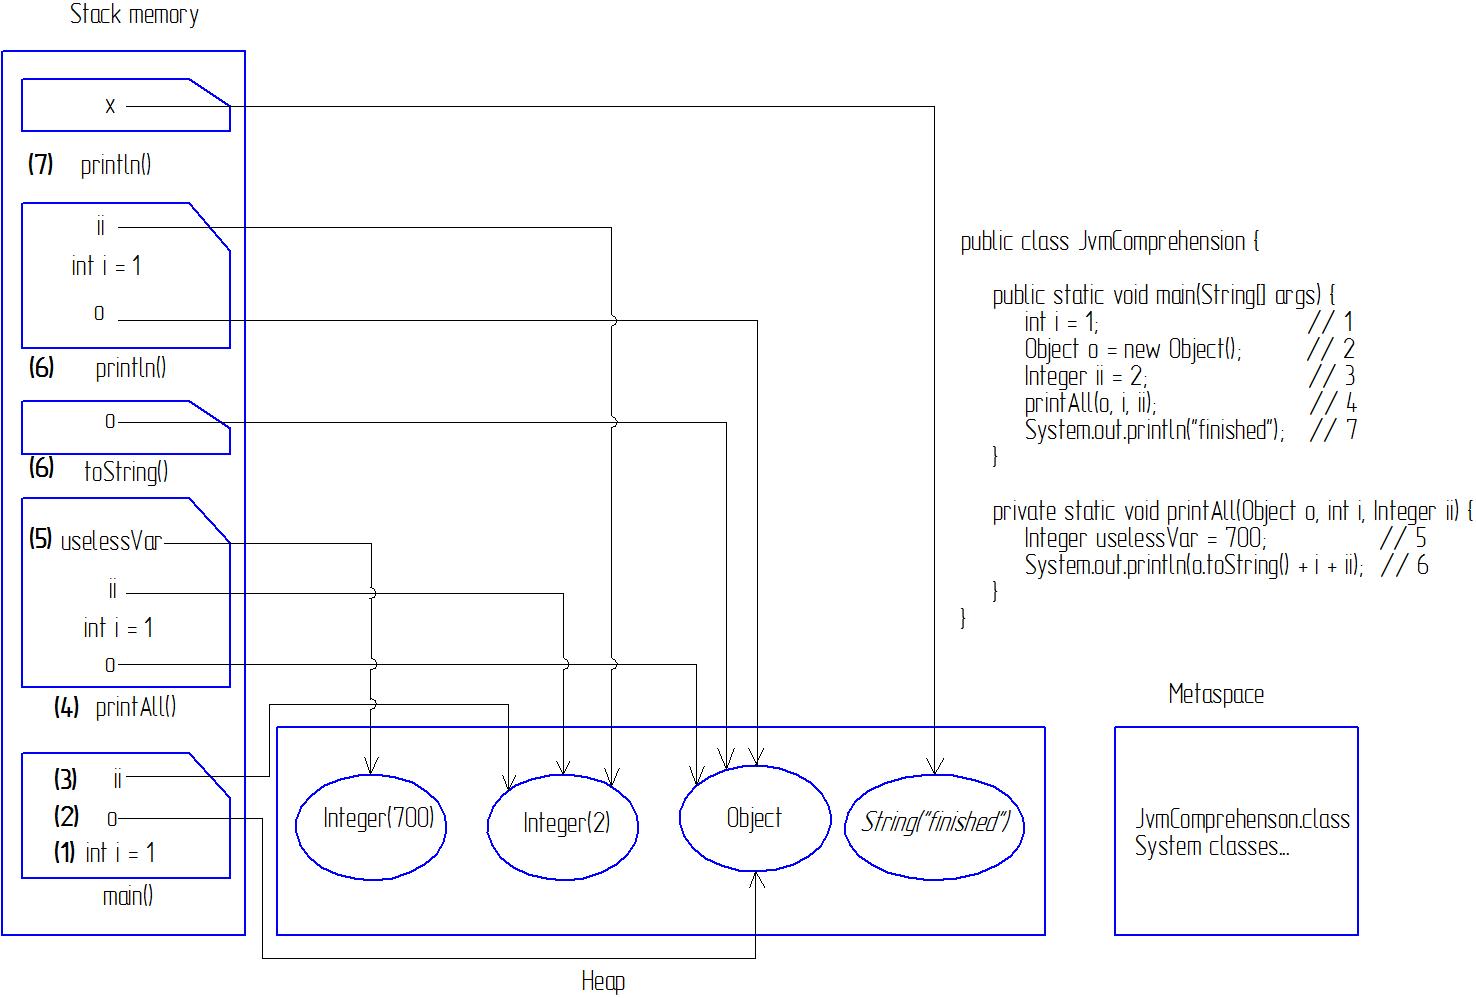 Stack memory
x
(7) println()
ii
int i = 1
o
(6) println()
o
(6) toString()
(5) uselessVar
ii
int i = 1
o
(4) printAll()
(3) ii
(2) o
(1) int i = 1
main()
Integer(700)
Integer(2)
Object
String("finished")
Heap
public class JvmComprehension {
public static void main(String[] args) {
int i = 1; // 1
Object o = new Object(); // 2
Integer ii = 2; // 3
printAll(o, i, ii); // 4
System.out.println("finished"); // 7
}
private static void printAll(Object o, int i, Integer ii) {
Integer uselessVar = 700; // 5
System.out.println(o.toString() + i + ii); // 6
}
}
Metaspace
JvmComprehenson.class
System classes...